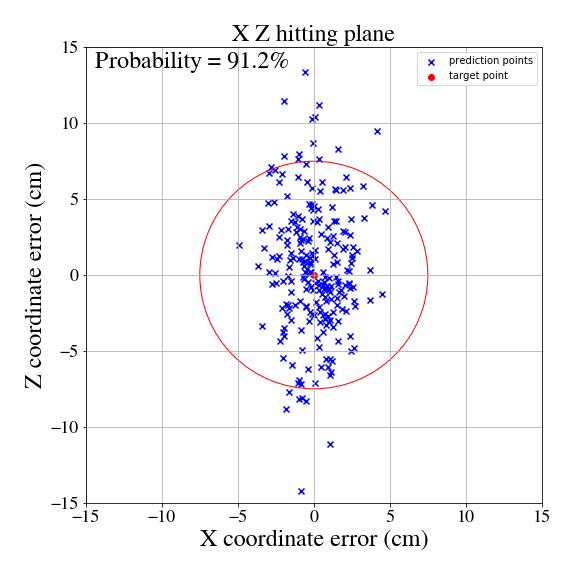 X Z hitting plane
Probability = 91.2%
prediction points
target point
Z coordinate error (cm)
15
10
5
0
−5
−10
−15
−15
−10
−5
0
5
10
15
X coordinate error (cm)